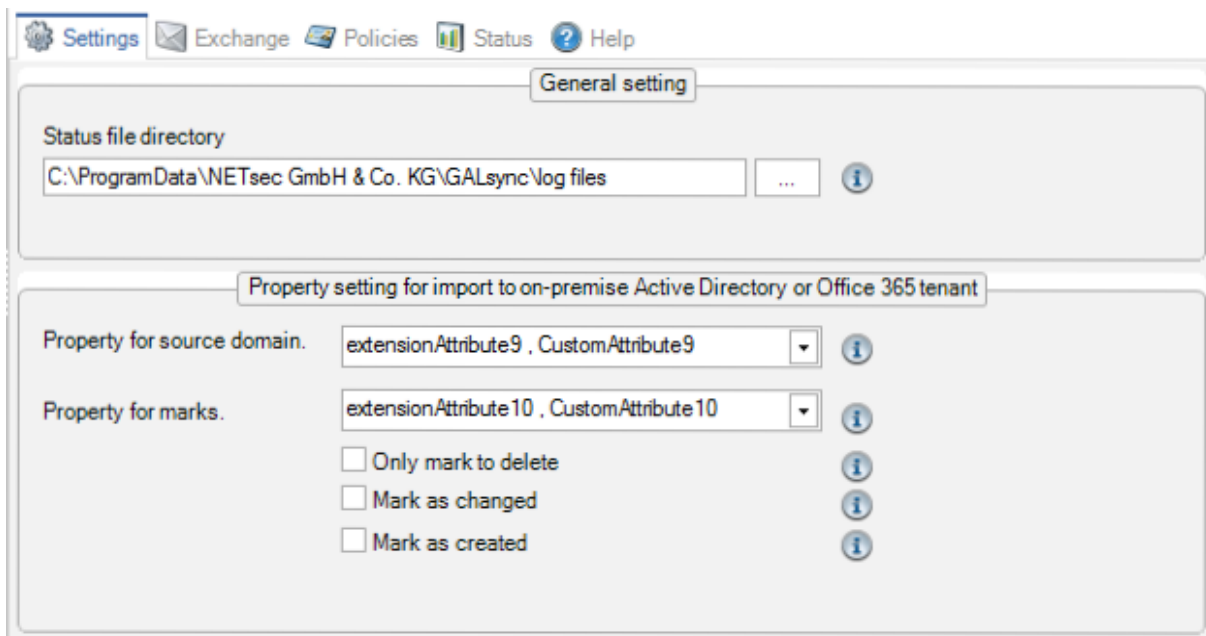 Settings Exchange Policies Status Help
General setting
Status file directory
C:\ProgramData\NETsec GmbH & Co. KG\GALsync\log files ...
Property setting for import to on-premise Active Directory or Office 365 tenant
Property for source domain. extensionAttribute9 , CustomAttribute9
Property for marks. extensionAttribute10 , CustomAttribute10
Only mark to delete
Mark as changed
Mark as created